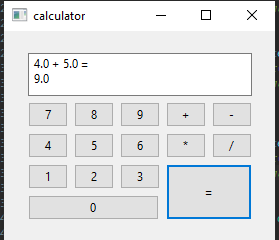 calculator
4.0 + 5.0 =
9.0
7 8 9 + -
4 5 6 * /
1 2 3 =
0